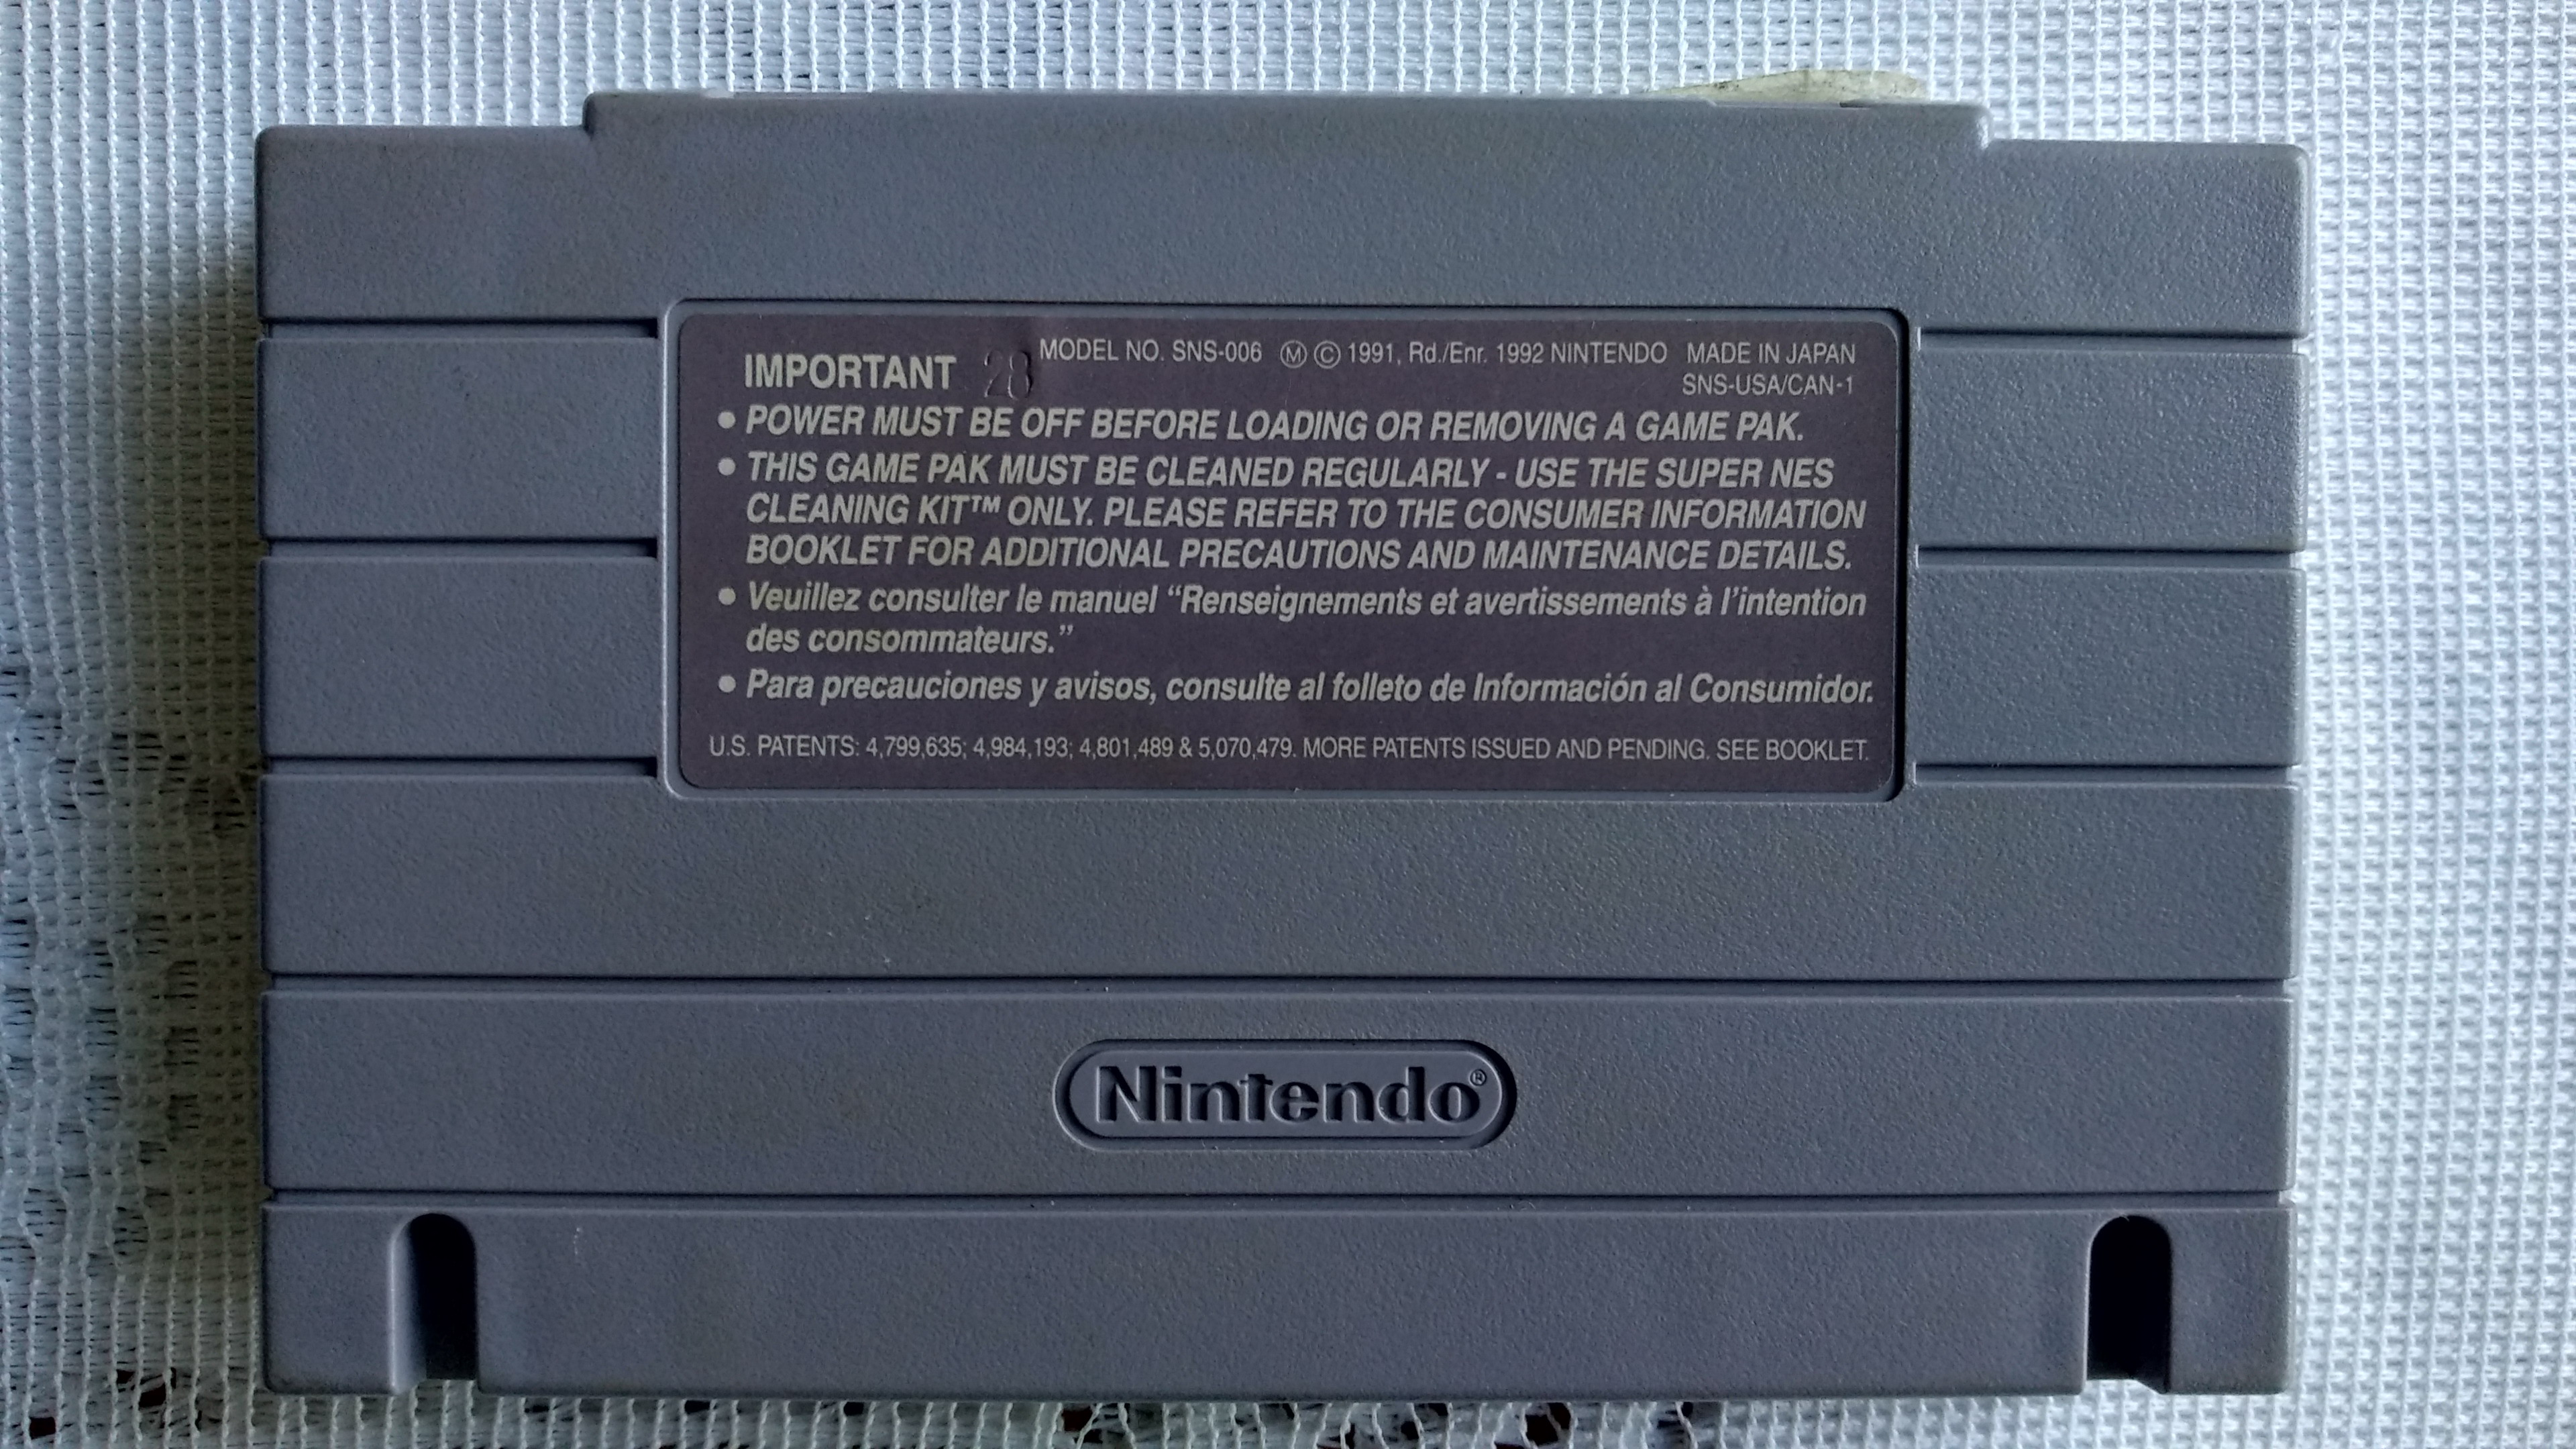 MODEL NO. SNS-006 Ⓜ © 1991, Rd./Enr. 1992 NINTENDO MADE IN JAPAN
IMPORTANT 28
SNS-USA/CAN-1
• POWER MUST BE OFF BEFORE LOADING OR REMOVING A GAME PAK.
• THIS GAME PAK MUST BE CLEANED REGULARLY - USE THE SUPER NES
CLEANING KIT™ ONLY. PLEASE REFER TO THE CONSUMER INFORMATION
BOOKLET FOR ADDITIONAL PRECAUTIONS AND MAINTENANCE DETAILS.
• Veuillez consulter le manuel “Renseignements et avertissements à l’intention
des consommateurs.”
• Para precauciones y avisos, consulte al folleto de Información al Consumidor.
U.S. PATENTS: 4,799,635; 4,984,193; 4,801,489 & 5,070,479. MORE PATENTS ISSUED AND PENDING. SEE BOOKLET.
Nintendo®